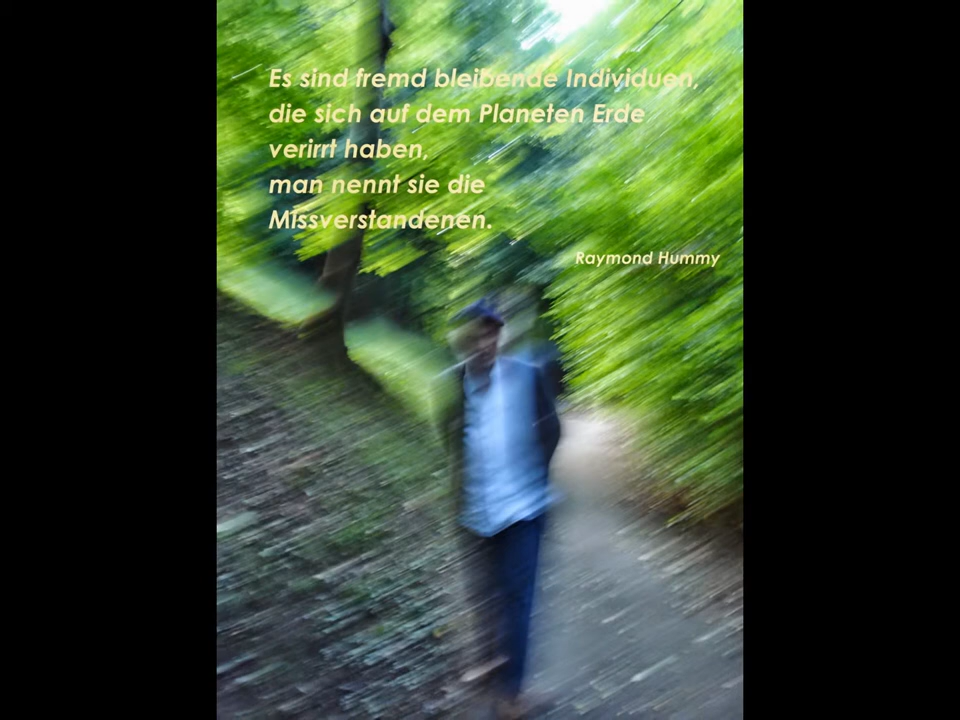 Es sind fremd bleibende Individuen,
die sich auf dem Planeten Erde
verirrt haben,
man nennt sie die
Missverstandenen.
Raymond Hummy